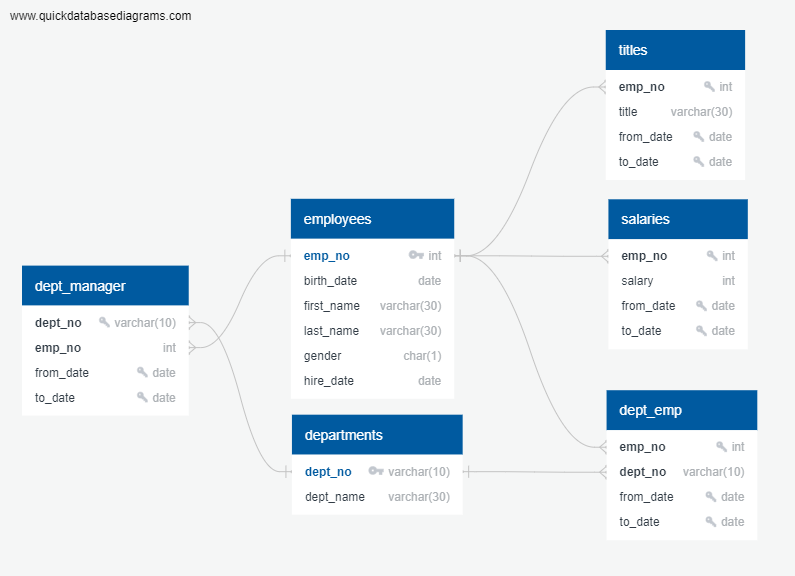 www.quickdatabasediagrams.com
titles
emp_no int
title varchar(30)
from_date date
to_date date
employees
emp_no int
birth_date date
first_name varchar(30)
last_name varchar(30)
gender char(1)
hire_date date
salaries
emp_no int
salary int
from_date date
to_date date
dept_manager
dept_no varchar(10)
emp_no int
from_date date
to_date date
departments
dept_no varchar(10)
dept_name varchar(30)
dept_emp
emp_no int
dept_no varchar(10)
from_date date
to_date date